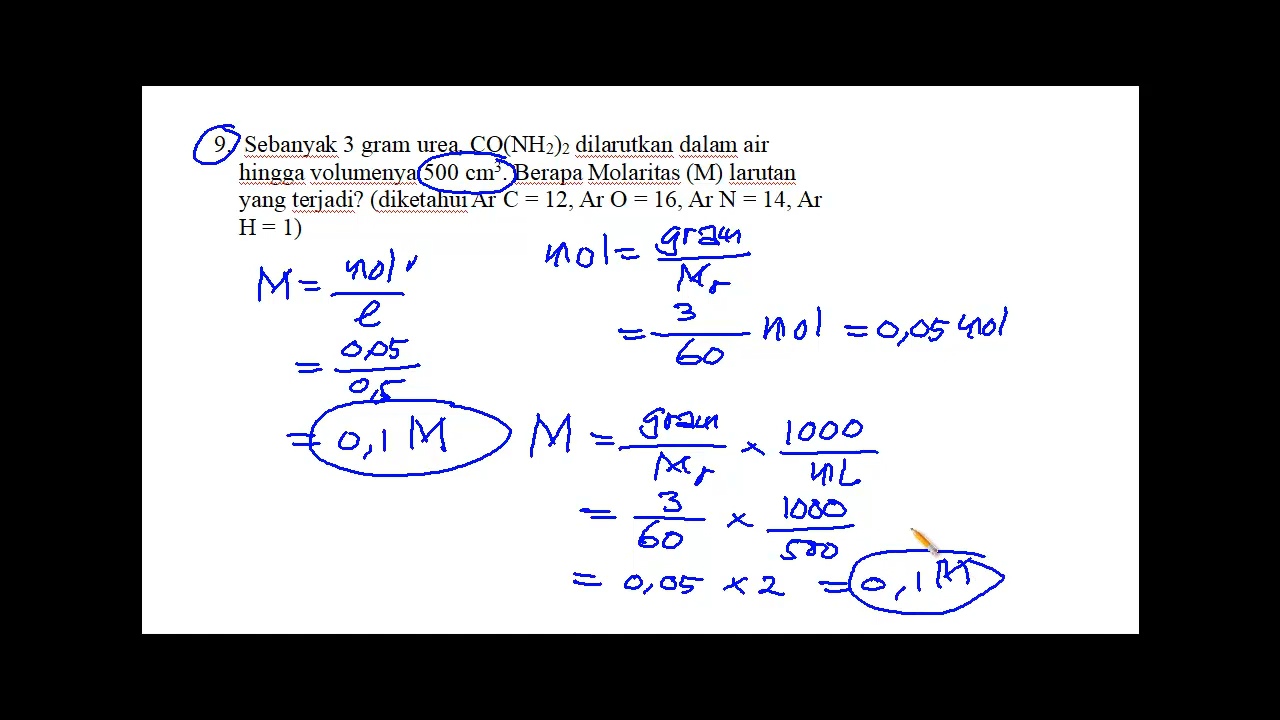 9. Sebanyak 3 gram urea, CO(NH₂)₂ dilarutkan dalam air
hingga volumenya 500 cm³. Berapa Molaritas (M) larutan
yang terjadi? (diketahui Ar C = 12, Ar O = 16, Ar N = 14, Ar
H = 1)
M = mol / l
= 0,05 / 0,5
= 0,1 M
mol = gram / Mr
= 3 / 60 mol = 0,05 mol
M = gram / Mr × 1000 / mL
= 3 / 60 × 1000 / 500
= 0,05 × 2 = 0,1 M